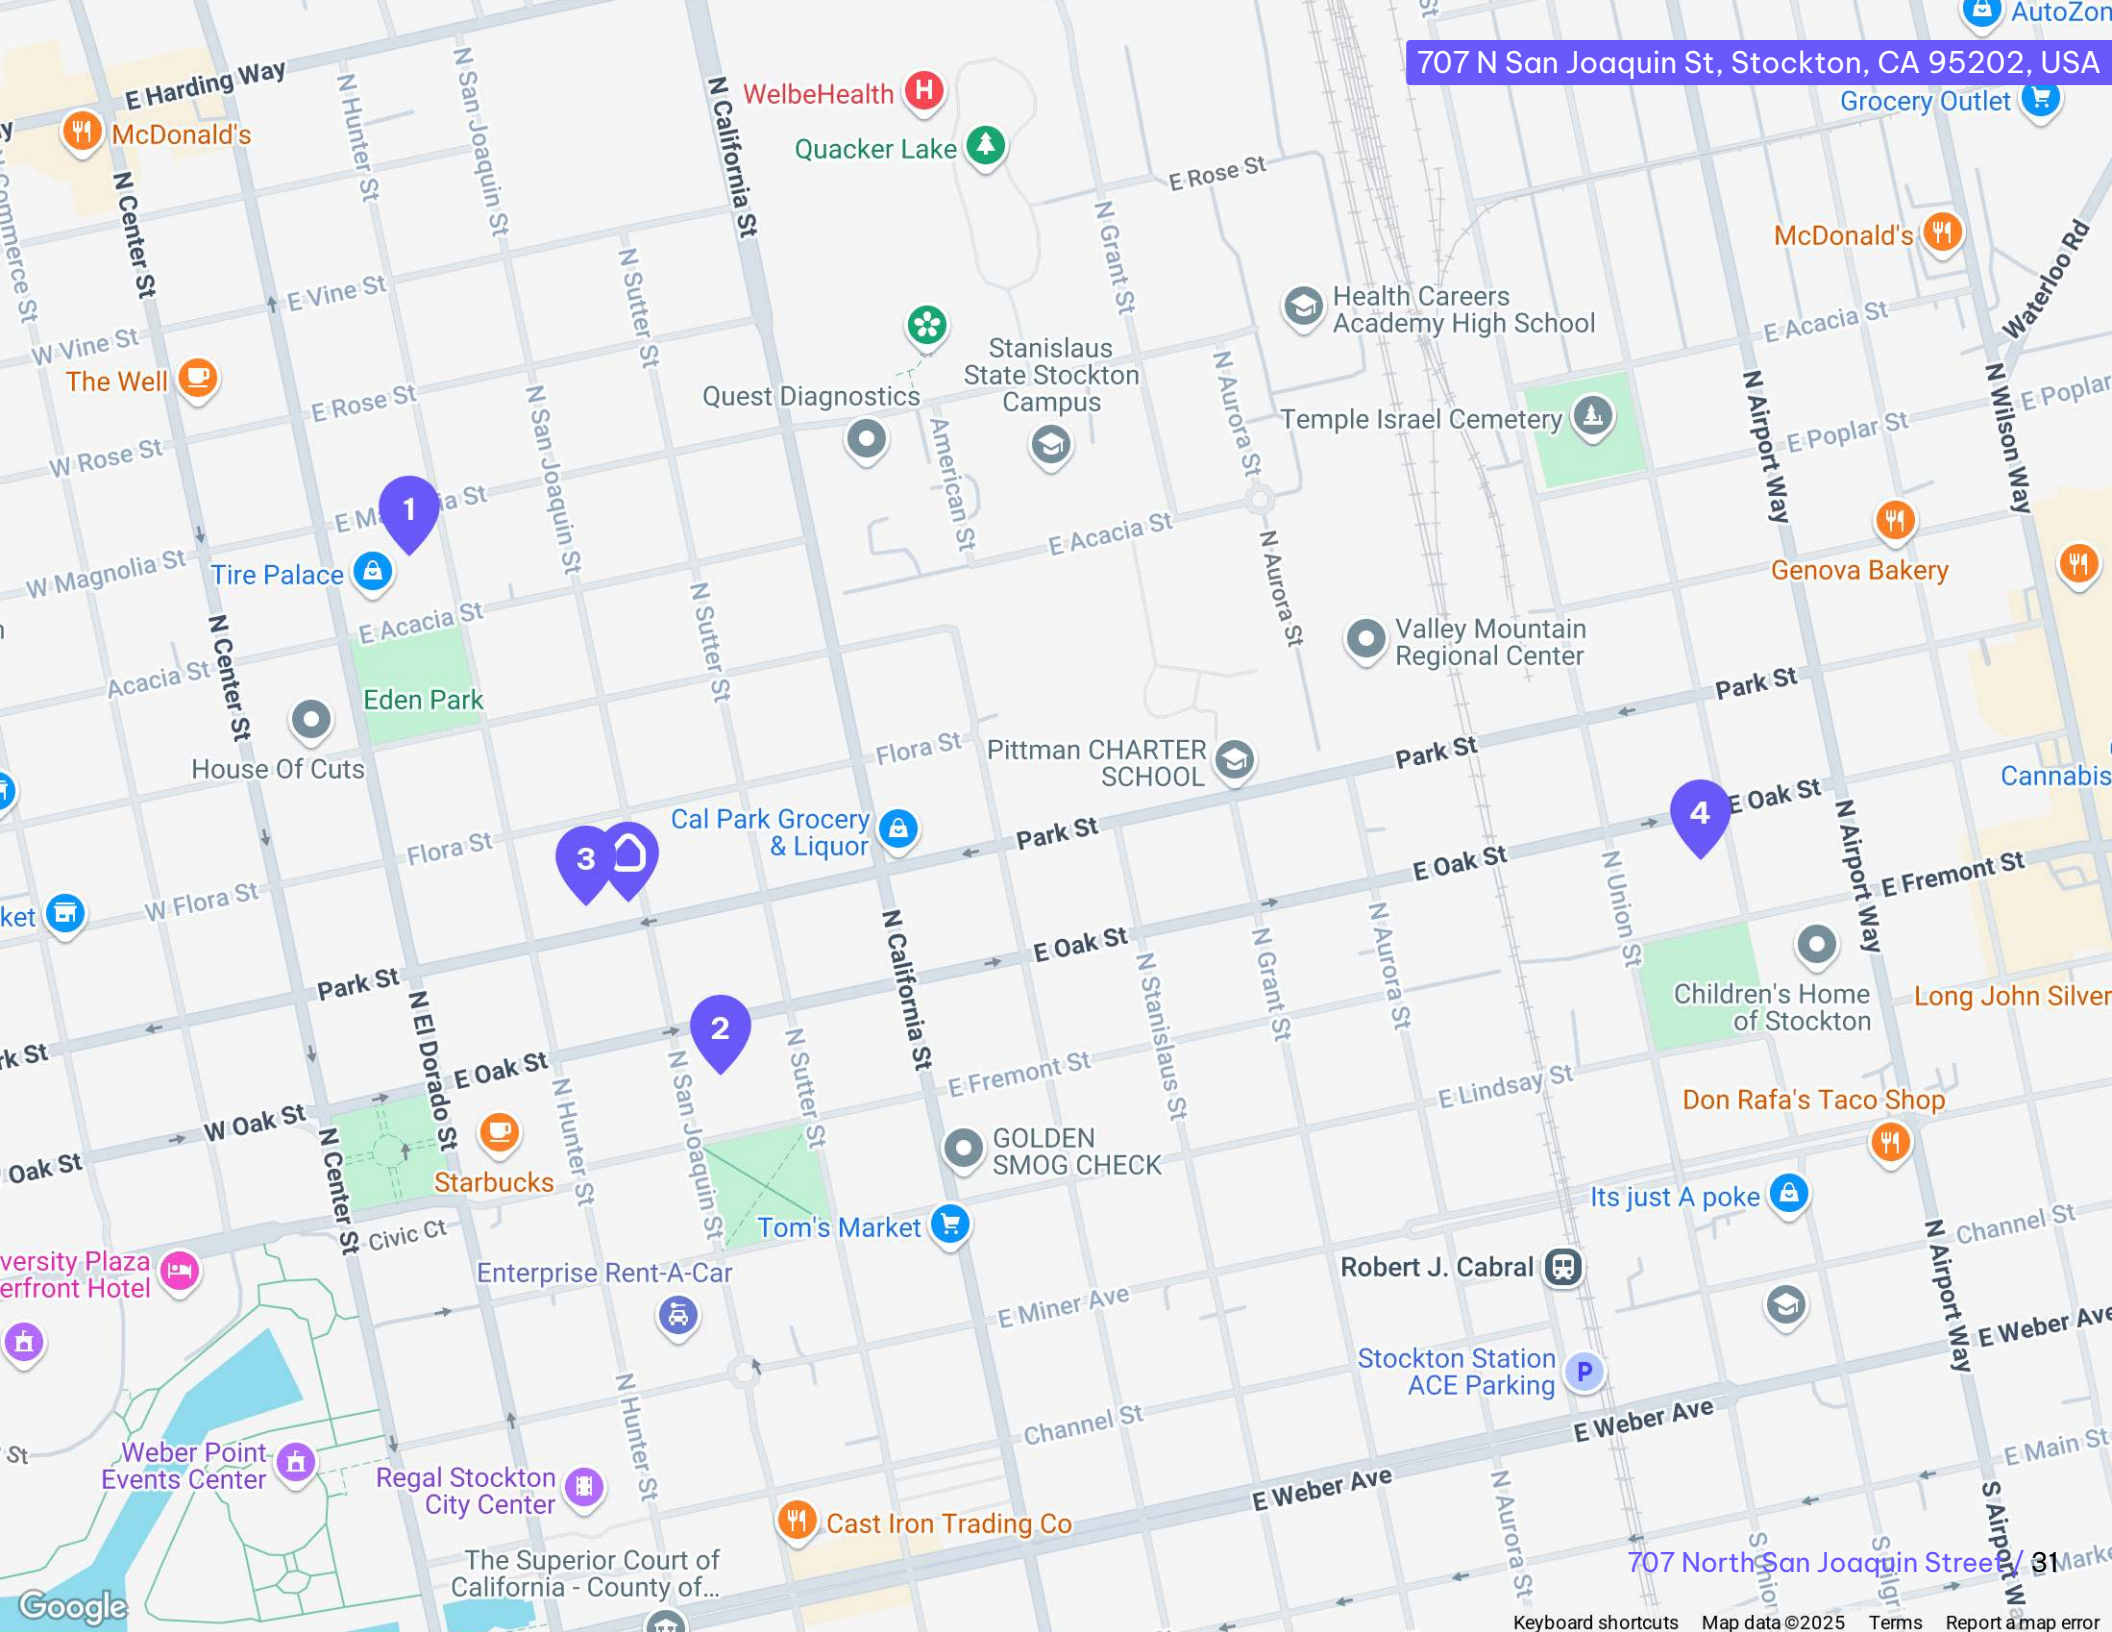 AutoZon
707 N San Joaquin St, Stockton, CA 95202, USA
E Harding Way
N San Joaquin St
N Hunter St
N California St
WelbeHealth
H
Grocery Outlet
McDonald's
Quacker Lake
E Rose St
N Center St
N Grant St
McDonald's
Waterloo Rd
N Sutter St
E Vine St
W Vine St
Health Careers
Academy High School
E Acacia St
The Well
Stanislaus
State Stockton
Campus
Quest Diagnostics
E Rose St
N San Joaquin St
N Aurora St
N Airport Way
N Wilson Way
E Poplar
Temple Israel Cemetery
E Poplar St
W Rose St
American St
1
E Acacia St
N Aurora St
W Magnolia St
Tire Palace
Genova Bakery
N Sutter St
E Acacia St
N Center St
Valley Mountain
Regional Center
Acacia St
Eden Park
Park St
House Of Cuts
Flora St
Pittman CHARTER
SCHOOL
Park St
Cannabis
4
E Oak St
N Airport Way
Cal Park Grocery
& Liquor
Park St
Flora St
3
E Oak St
N Union St
E Fremont St
W Flora St
ket
N California St
E Oak St
N Aurora St
N Grant St
N Stanislaus St
Park St
N El Dorado St
Children's Home
of Stockton
Long John Silver
2
rk St
E Oak St
N San Joaquin St
N Sutter St
E Fremont St
E Lindsay St
N Hunter St
W Oak St
Don Rafa's Taco Shop
Oak St
N Center St
Starbucks
GOLDEN
SMOG CHECK
Its just A poke
Tom's Market
Civic Ct
Channel St
N Airport Way
versity Plaza
erfront Hotel
Enterprise Rent-A-Car
Robert J. Cabral
E Miner Ave
E Weber Ave
Stockton Station
ACE Parking
P
N Hunter St
Channel St
E Weber Ave
St
Weber Point
Events Center
Regal Stockton
City Center
E Weber Ave
N Aurora St
E Main St
S Airport W
Cast Iron Trading Co
The Superior Court of
California - County of...
707 North San Joaquin Street / 31
Google
Keyboard shortcuts Map data ©2025 Terms Report a map error